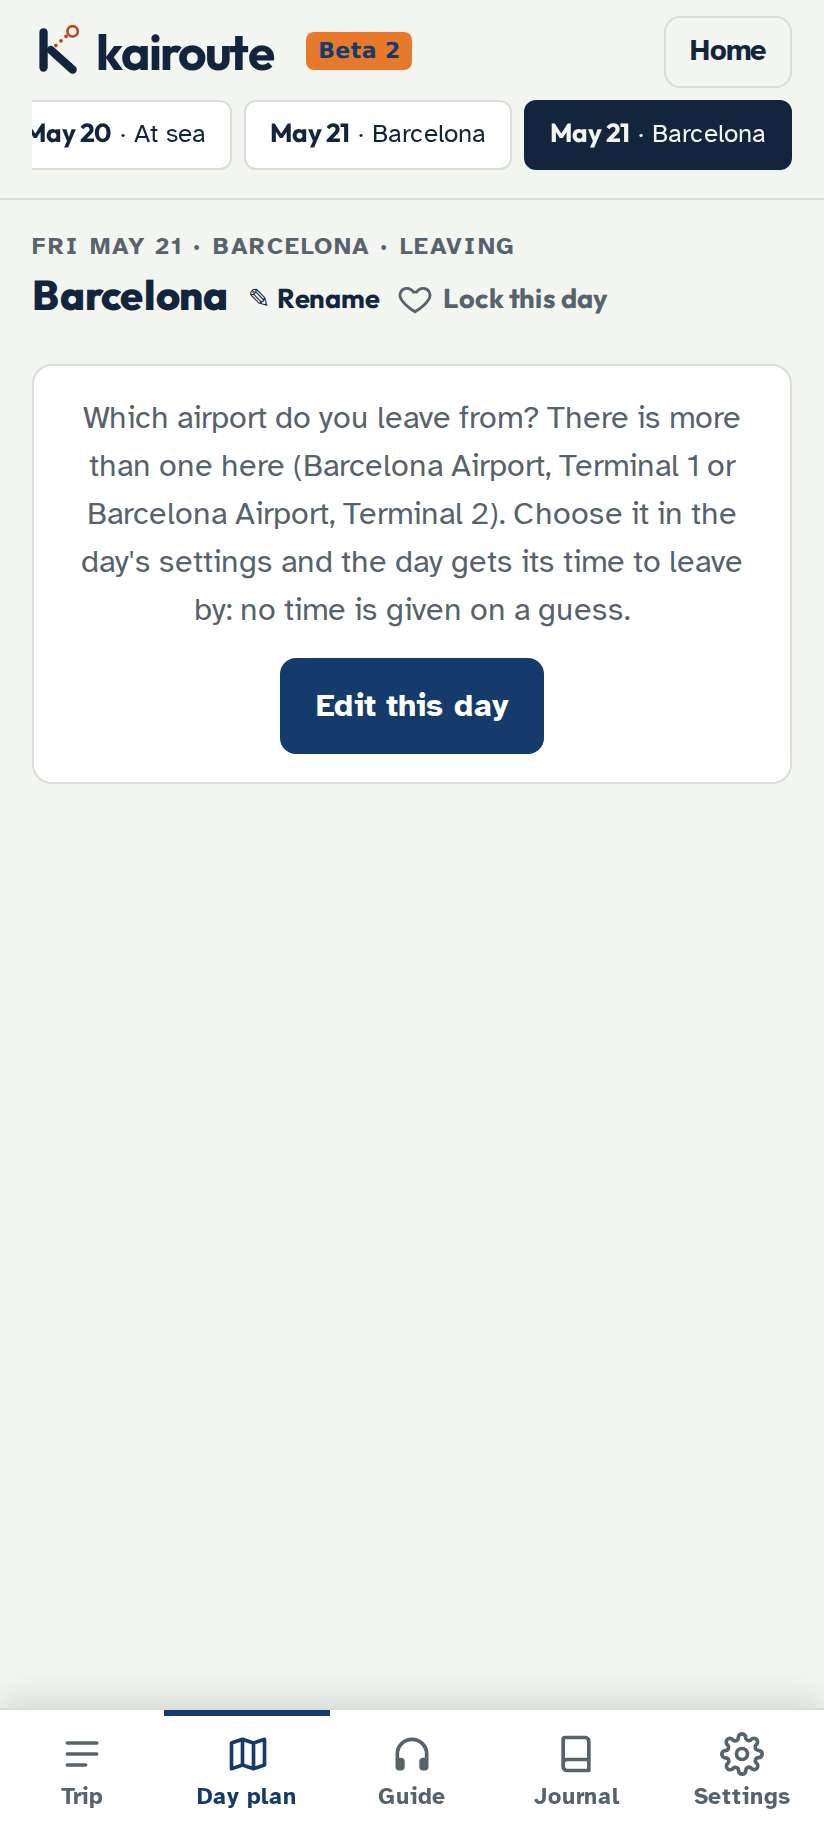 kairoute
Beta 2
Home
May 20 · At sea
May 21 · Barcelona
May 21 · Barcelona
FRI MAY 21 · BARCELONA · LEAVING
Barcelona
✎ Rename
Lock this day
Which airport do you leave from? There is more
than one here (Barcelona Airport, Terminal 1 or
Barcelona Airport, Terminal 2). Choose it in the
day's settings and the day gets its time to leave
by: no time is given on a guess.
Edit this day
Trip
Day plan
Guide
Journal
Settings